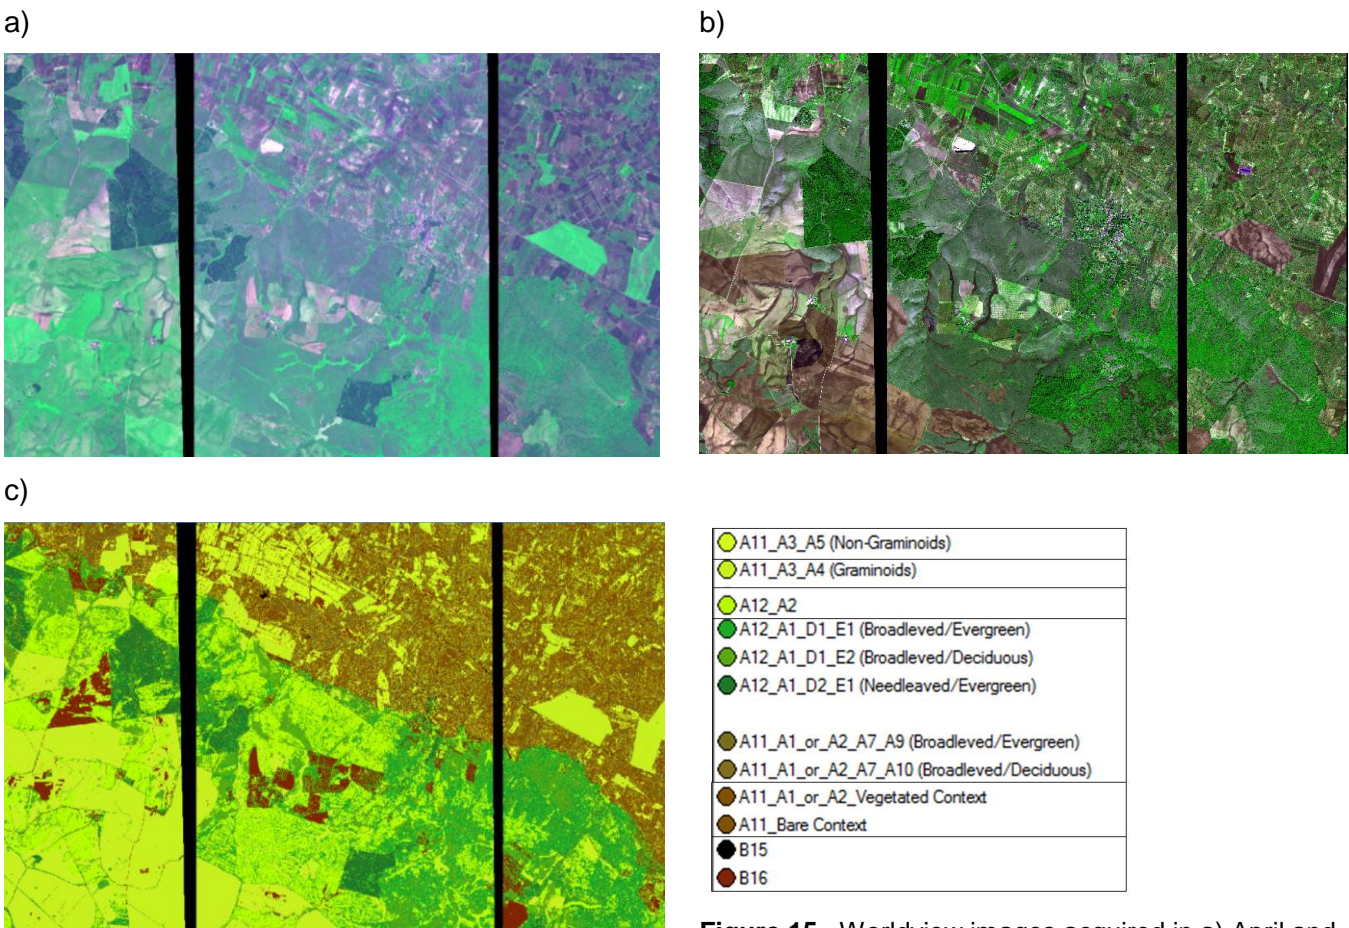 a)
b)
c)
A11_A3_A5 (Non-Graminoids)
A11_A3_A4 (Graminoids)
A12_A2
A12_A1_D1_E1 (Broadleved/Evergreen)
A12_A1_D1_E2 (Broadleved/Deciduous)
A12_A1_D2_E1 (Needleaved/Evergreen)
A11_A1_or_A2_A7_A9 (Broadleved/Evergreen)
A11_A1_or_A2_A7_A10 (Broadleved/Deciduous)
A11_A1_or_A2_Vegetated Context
A11_Bare Context
B15
B16
Figure 15. Worldview images acquired in a) April and